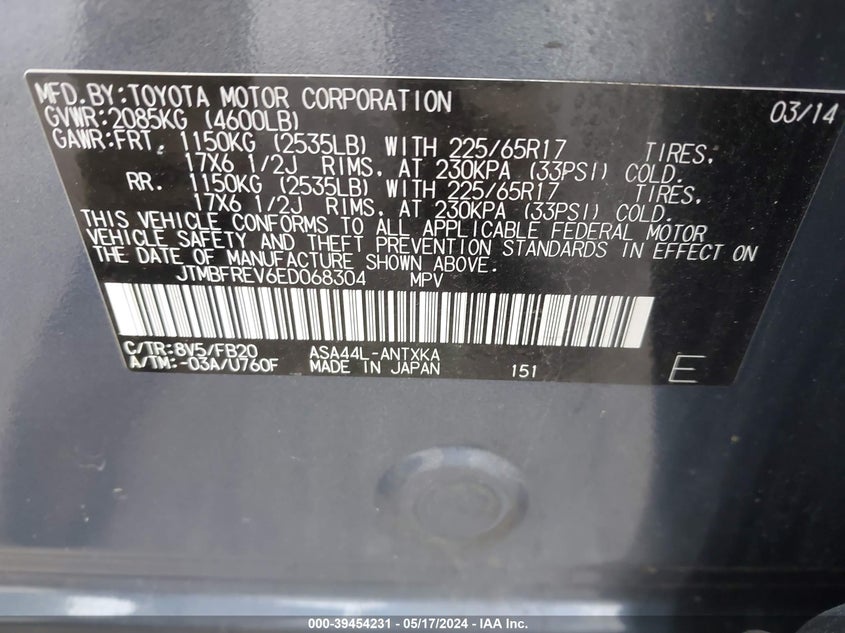 MFD.BY:TOYOTA MOTOR CORPORATION 03/14
GVWR:2085KG (4600LB)
GAWR:FRT. 1150KG (2535LB) WITH 225/65R17 TIRES,
17X6 1/2J RIMS, AT 230KPA (33PSI) COLD.
RR. 1150KG (2535LB) WITH 225/65R17 TIRES,
17X6 1/2J RIMS, AT 230KPA (33PSI) COLD.
THIS VEHICLE CONFORMS TO ALL APPLICABLE FEDERAL MOTOR
VEHICLE SAFETY AND THEFT PREVENTION STANDARDS IN EFFECT ON
THE DATE OF MANUFACTURE SHOWN ABOVE.
JTMBFREV6ED068304 MPV
C/TR:8V5/FB20 ASA44L-ANTXKA
A/TM:-03A/U760F MADE IN JAPAN 151 E
000-39454231 - 05/17/2024 - IAA Inc.